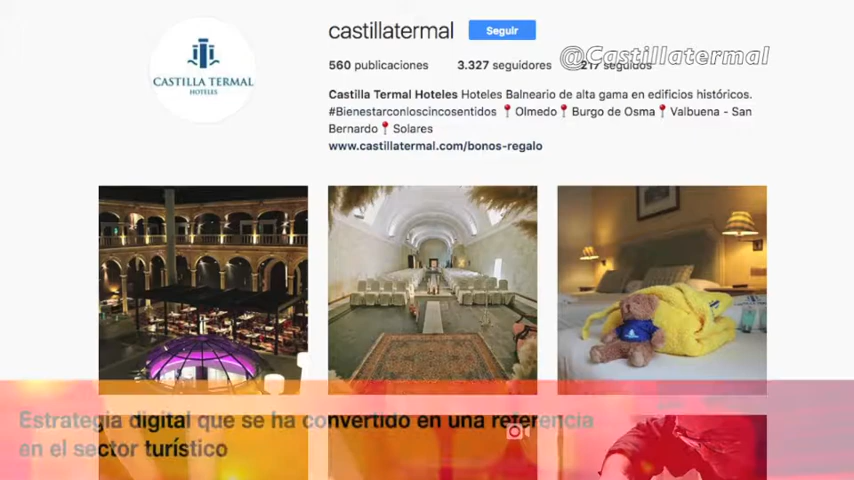 castillatermal
Seguir
@Castillatermal
560 publicaciones 3.327 seguidores 217 seguidos
CASTILLA TERMAL
HOTELES
Castilla Termal Hoteles Hoteles Balneario de alta gama en edificios históricos.
#Bienestarconloscincosentidos 📍Olmedo📍Burgo de Osma📍Valbuena - San
Bernardo📍Solares
www.castillatermal.com/bonos-regalo
Estrategia digital que se ha convertido en una referencia
en el sector turístico